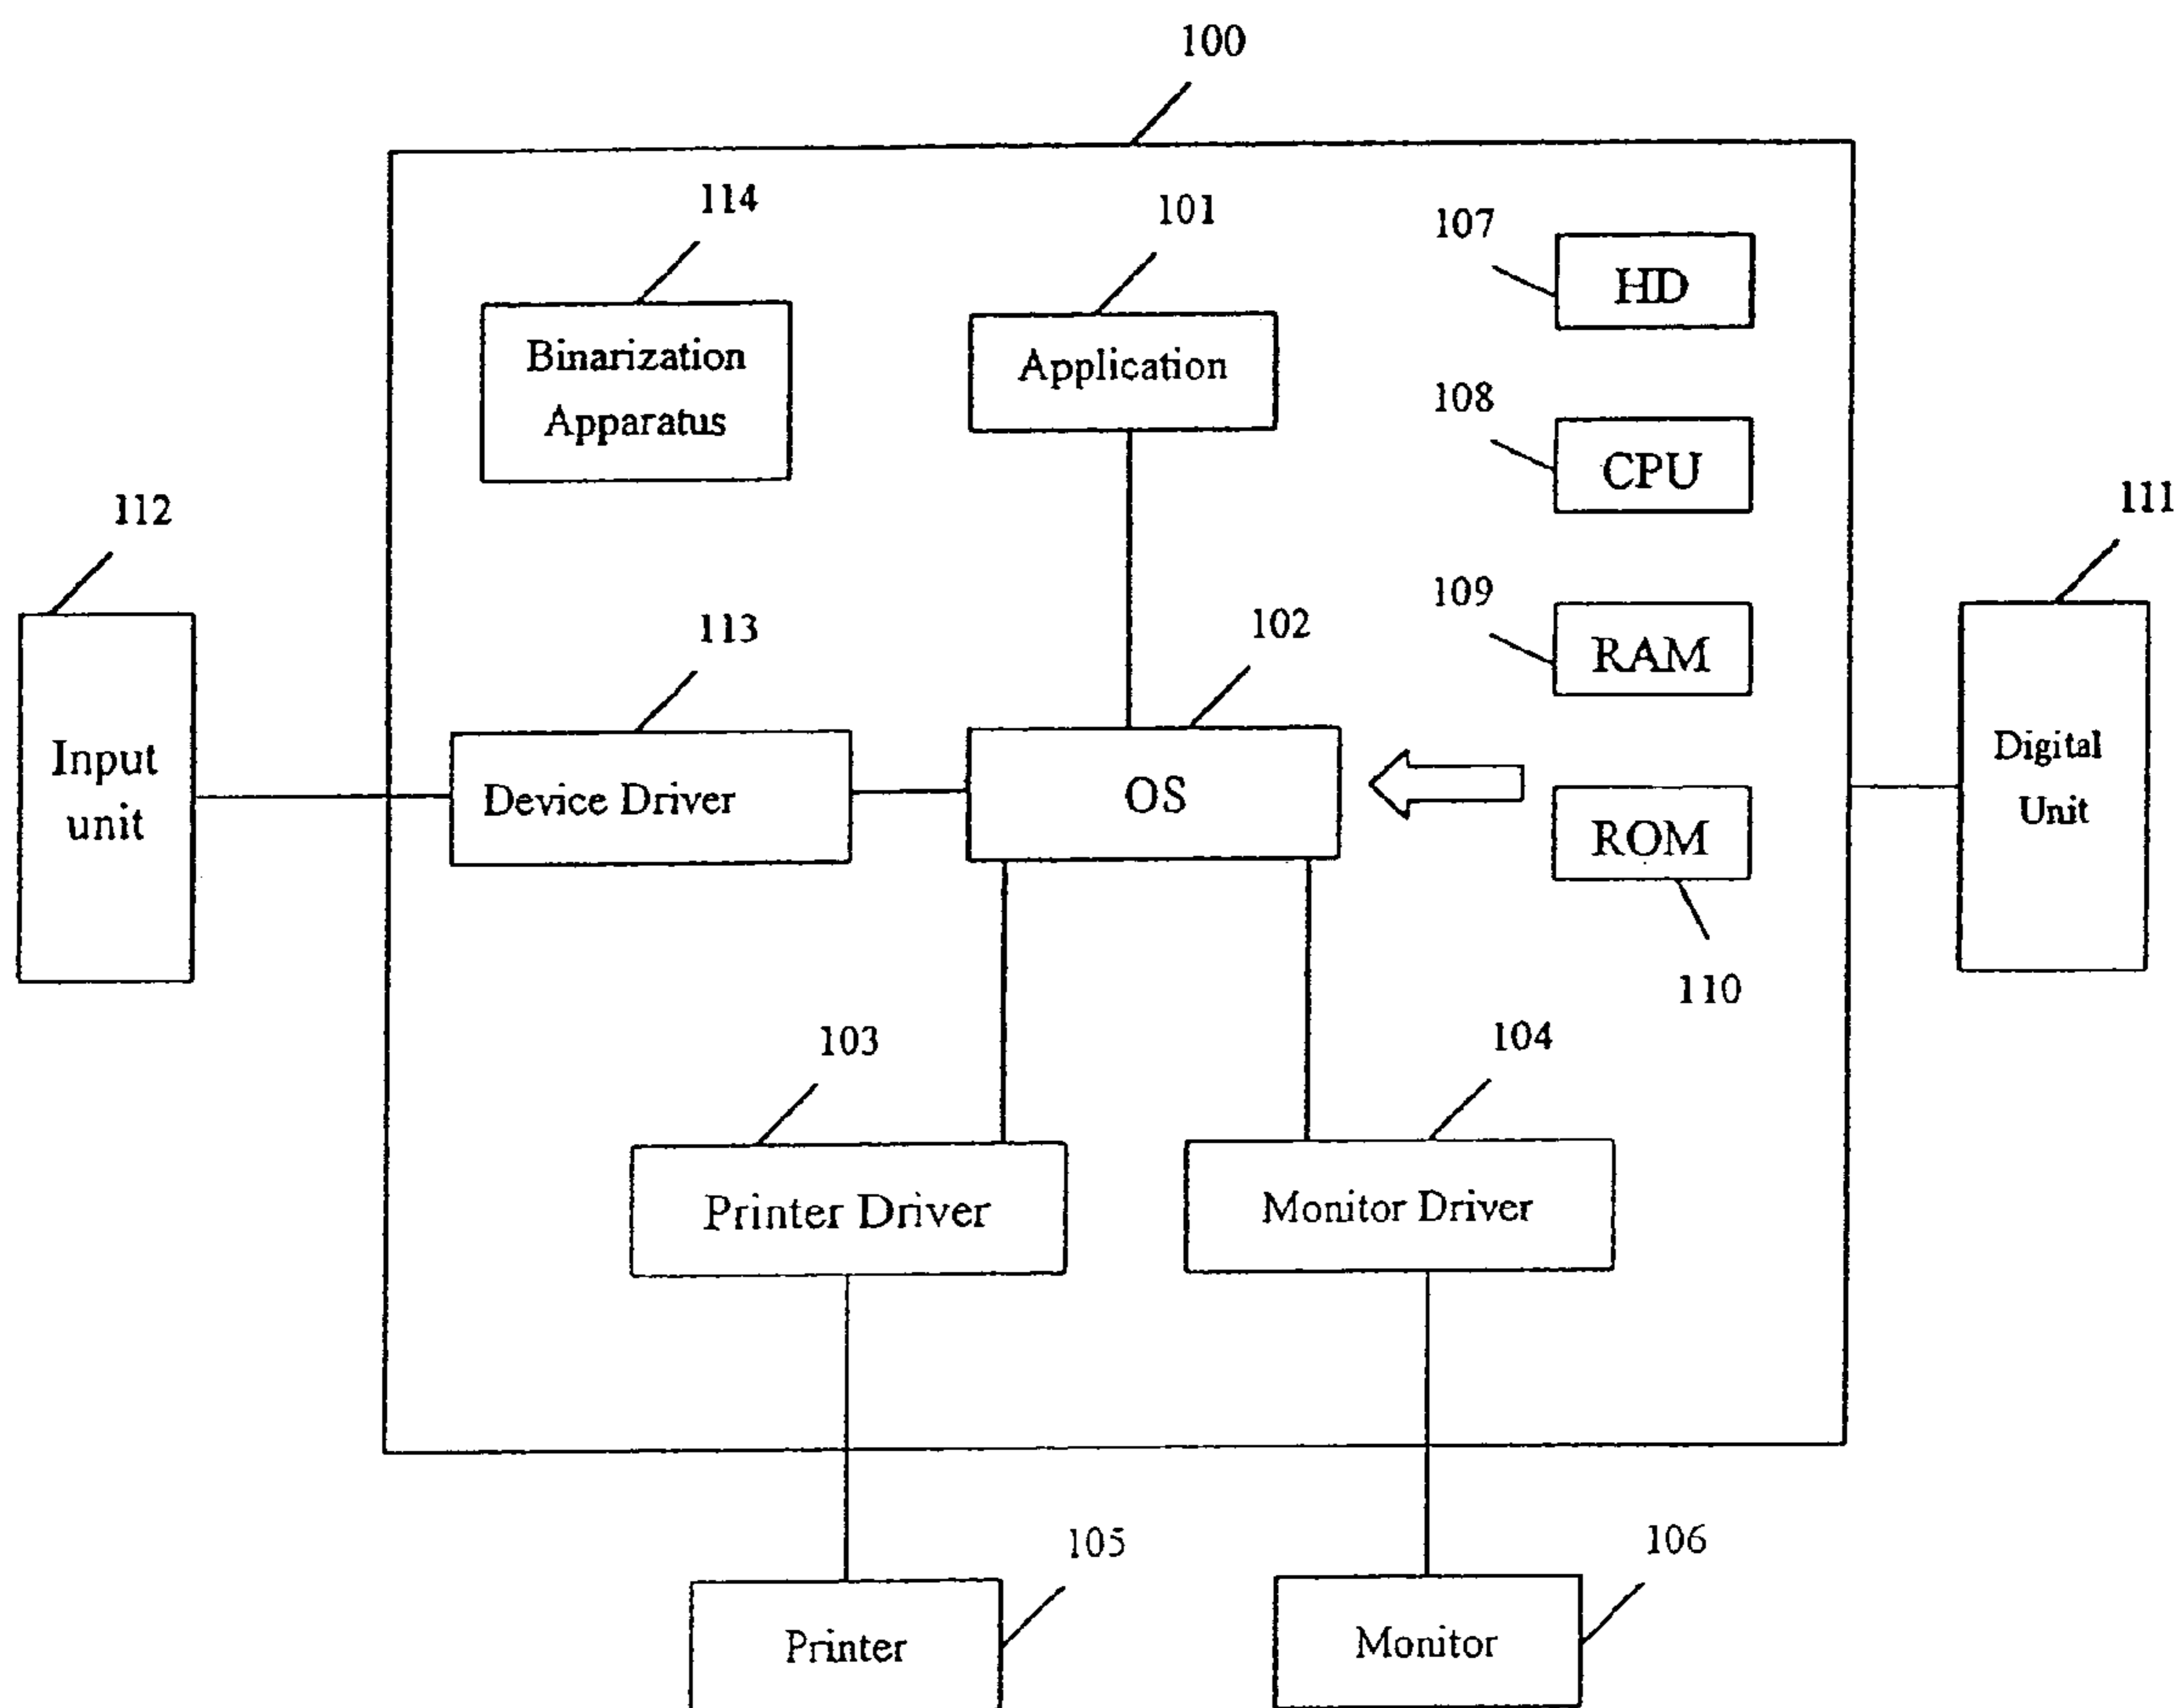 100
114
101
107
HD
Binarization
Apparatus
Application
108
CPU
112
111
113
102
109
RAM
Input
unit
Device Driver
OS
Digital
Unit
ROM
110
103
104
Printer Driver
Monitor Driver
105
106
Printer
Monitor